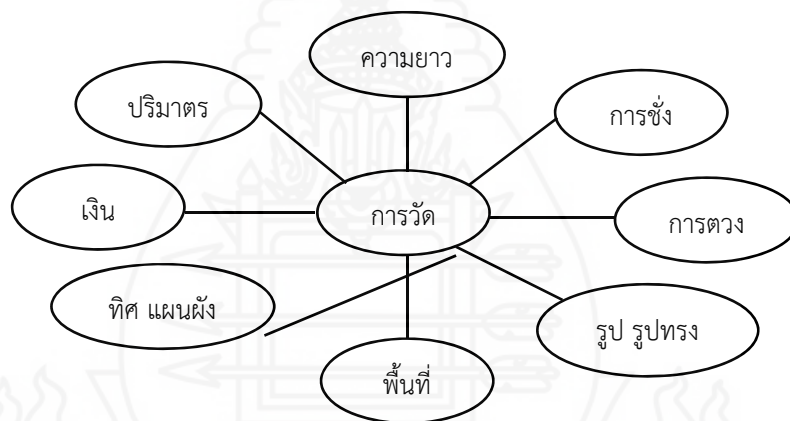 ความยาว
ปริมาตร
การชั่ง
เงิน
การวัด
การตวง
ทิศ แผนผัง
รูป รูปทรง
พื้นที่